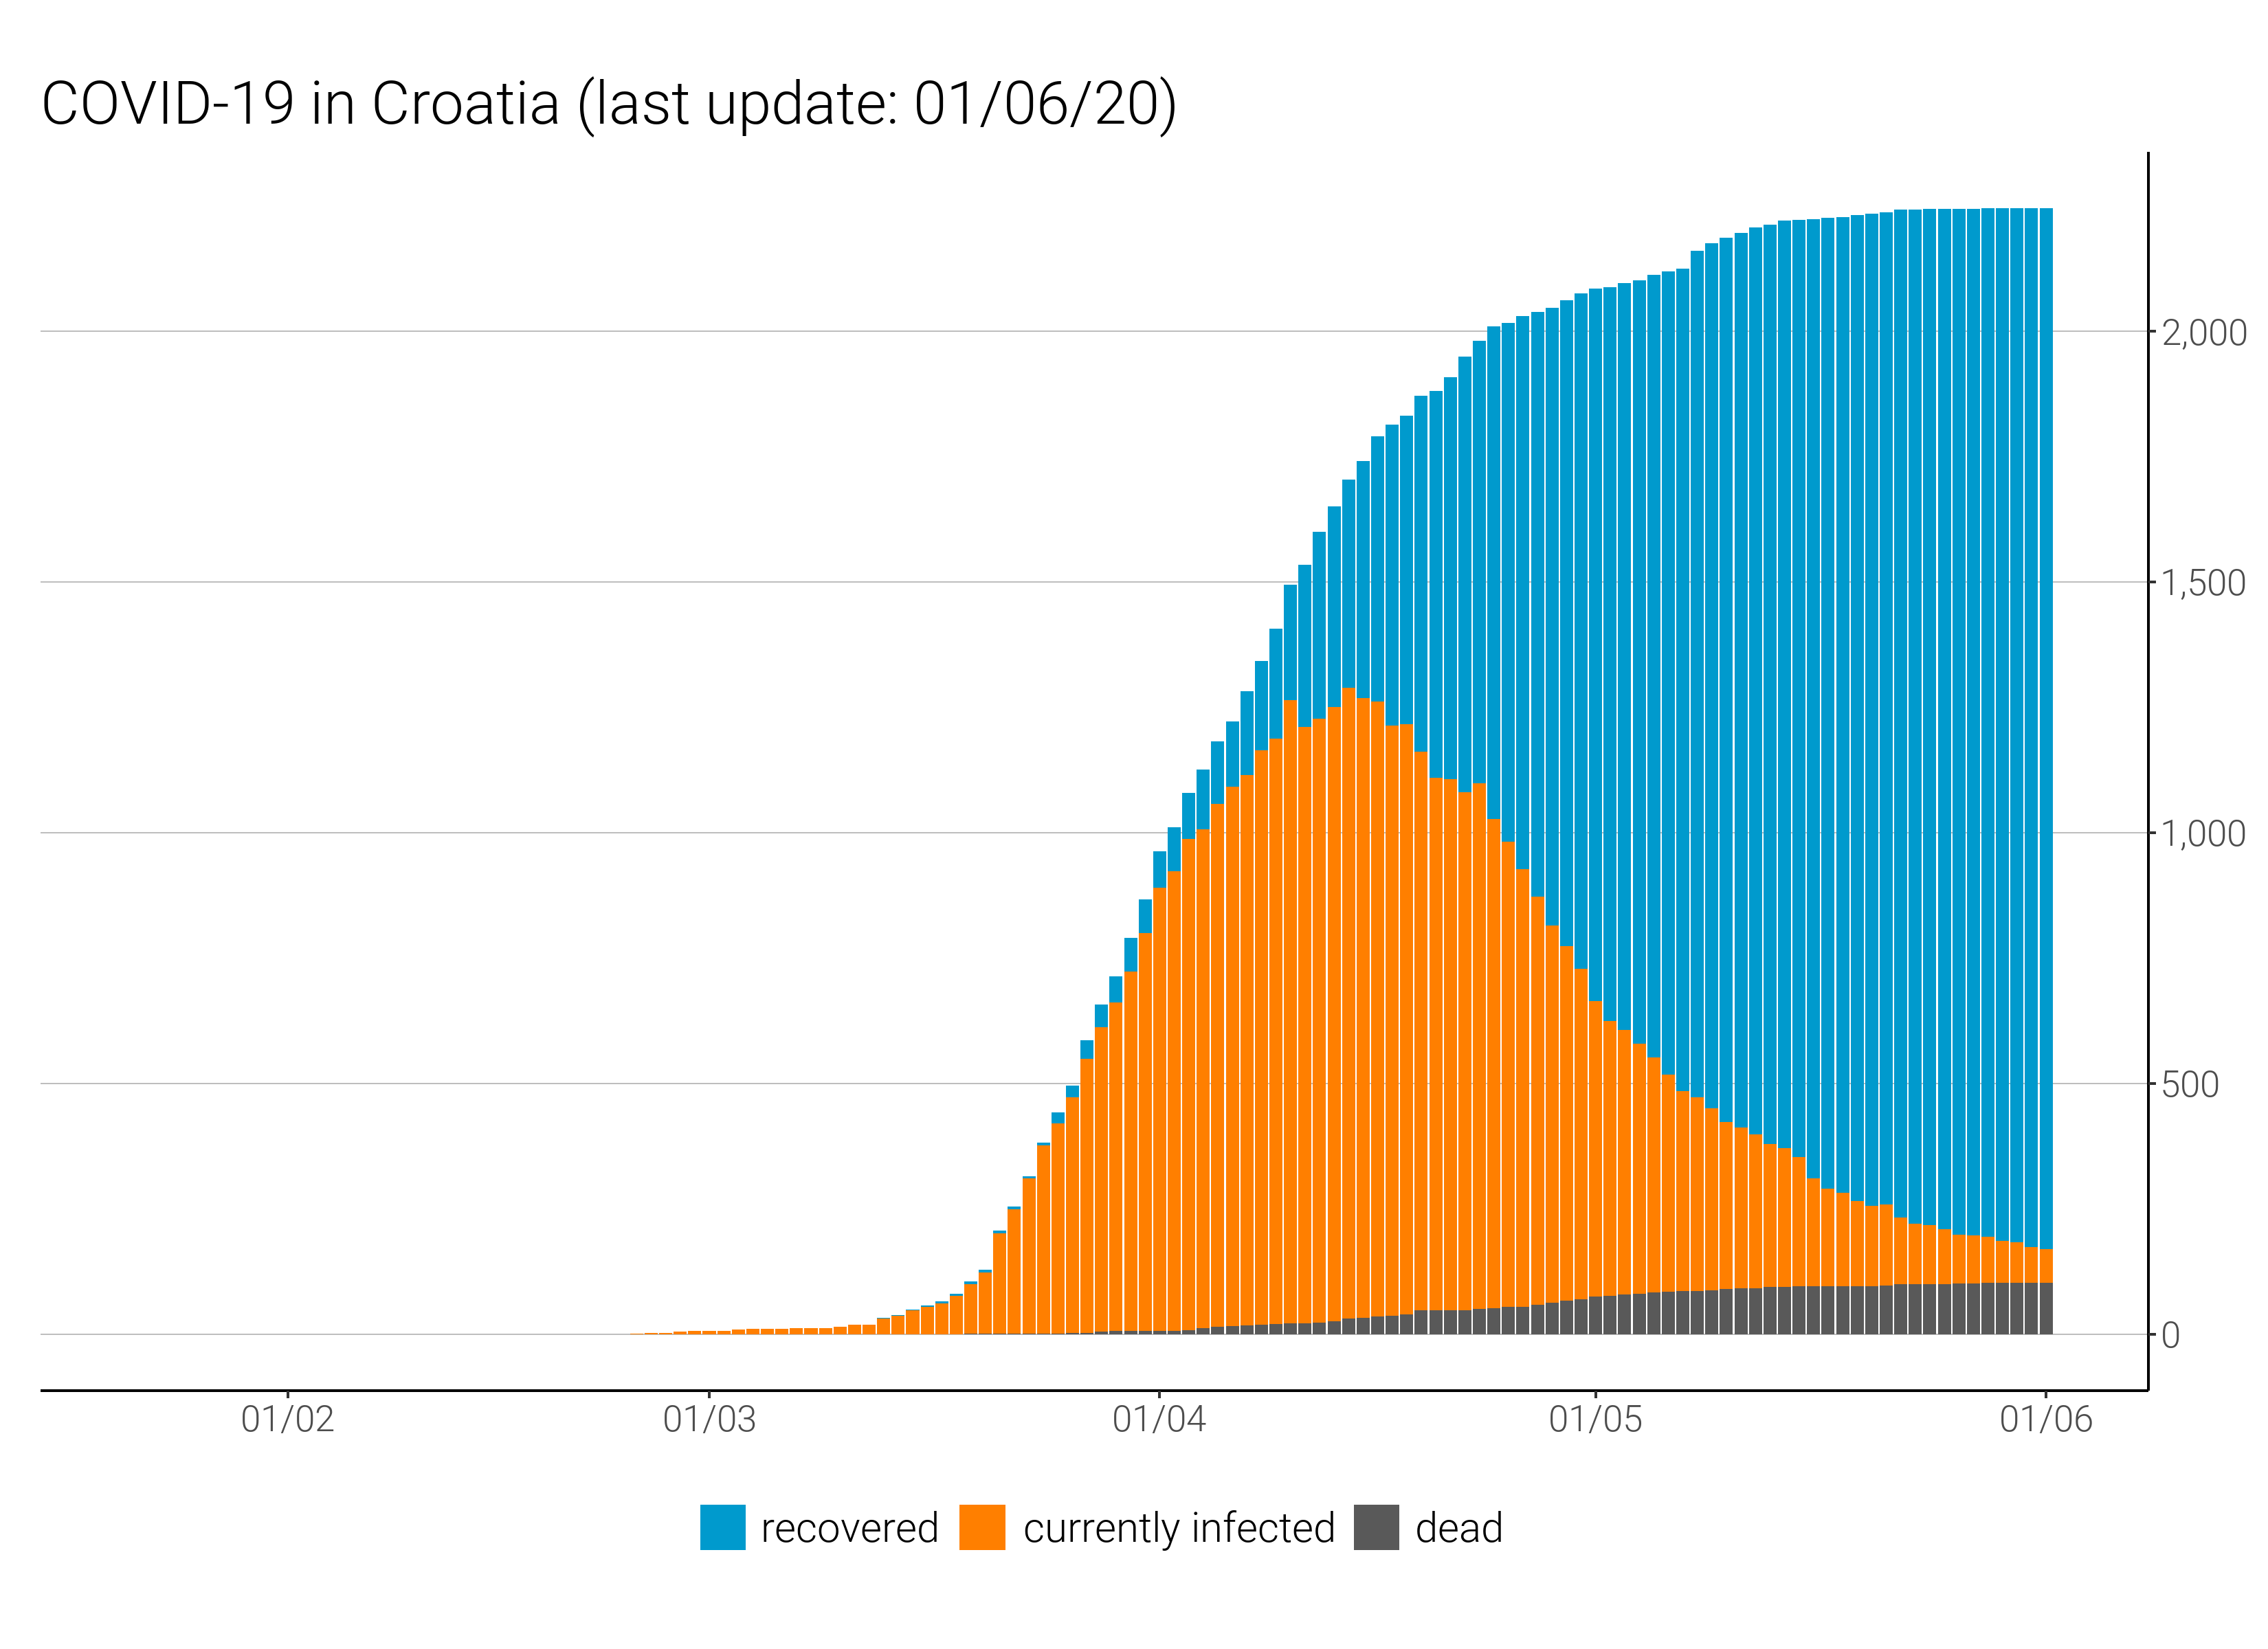 COVID-19 in Croatia (last update: 01/06/20)
2,000
1,500
1,000
500
0
01/02 01/03 01/04 01/05 01/06
recovered currently infected dead